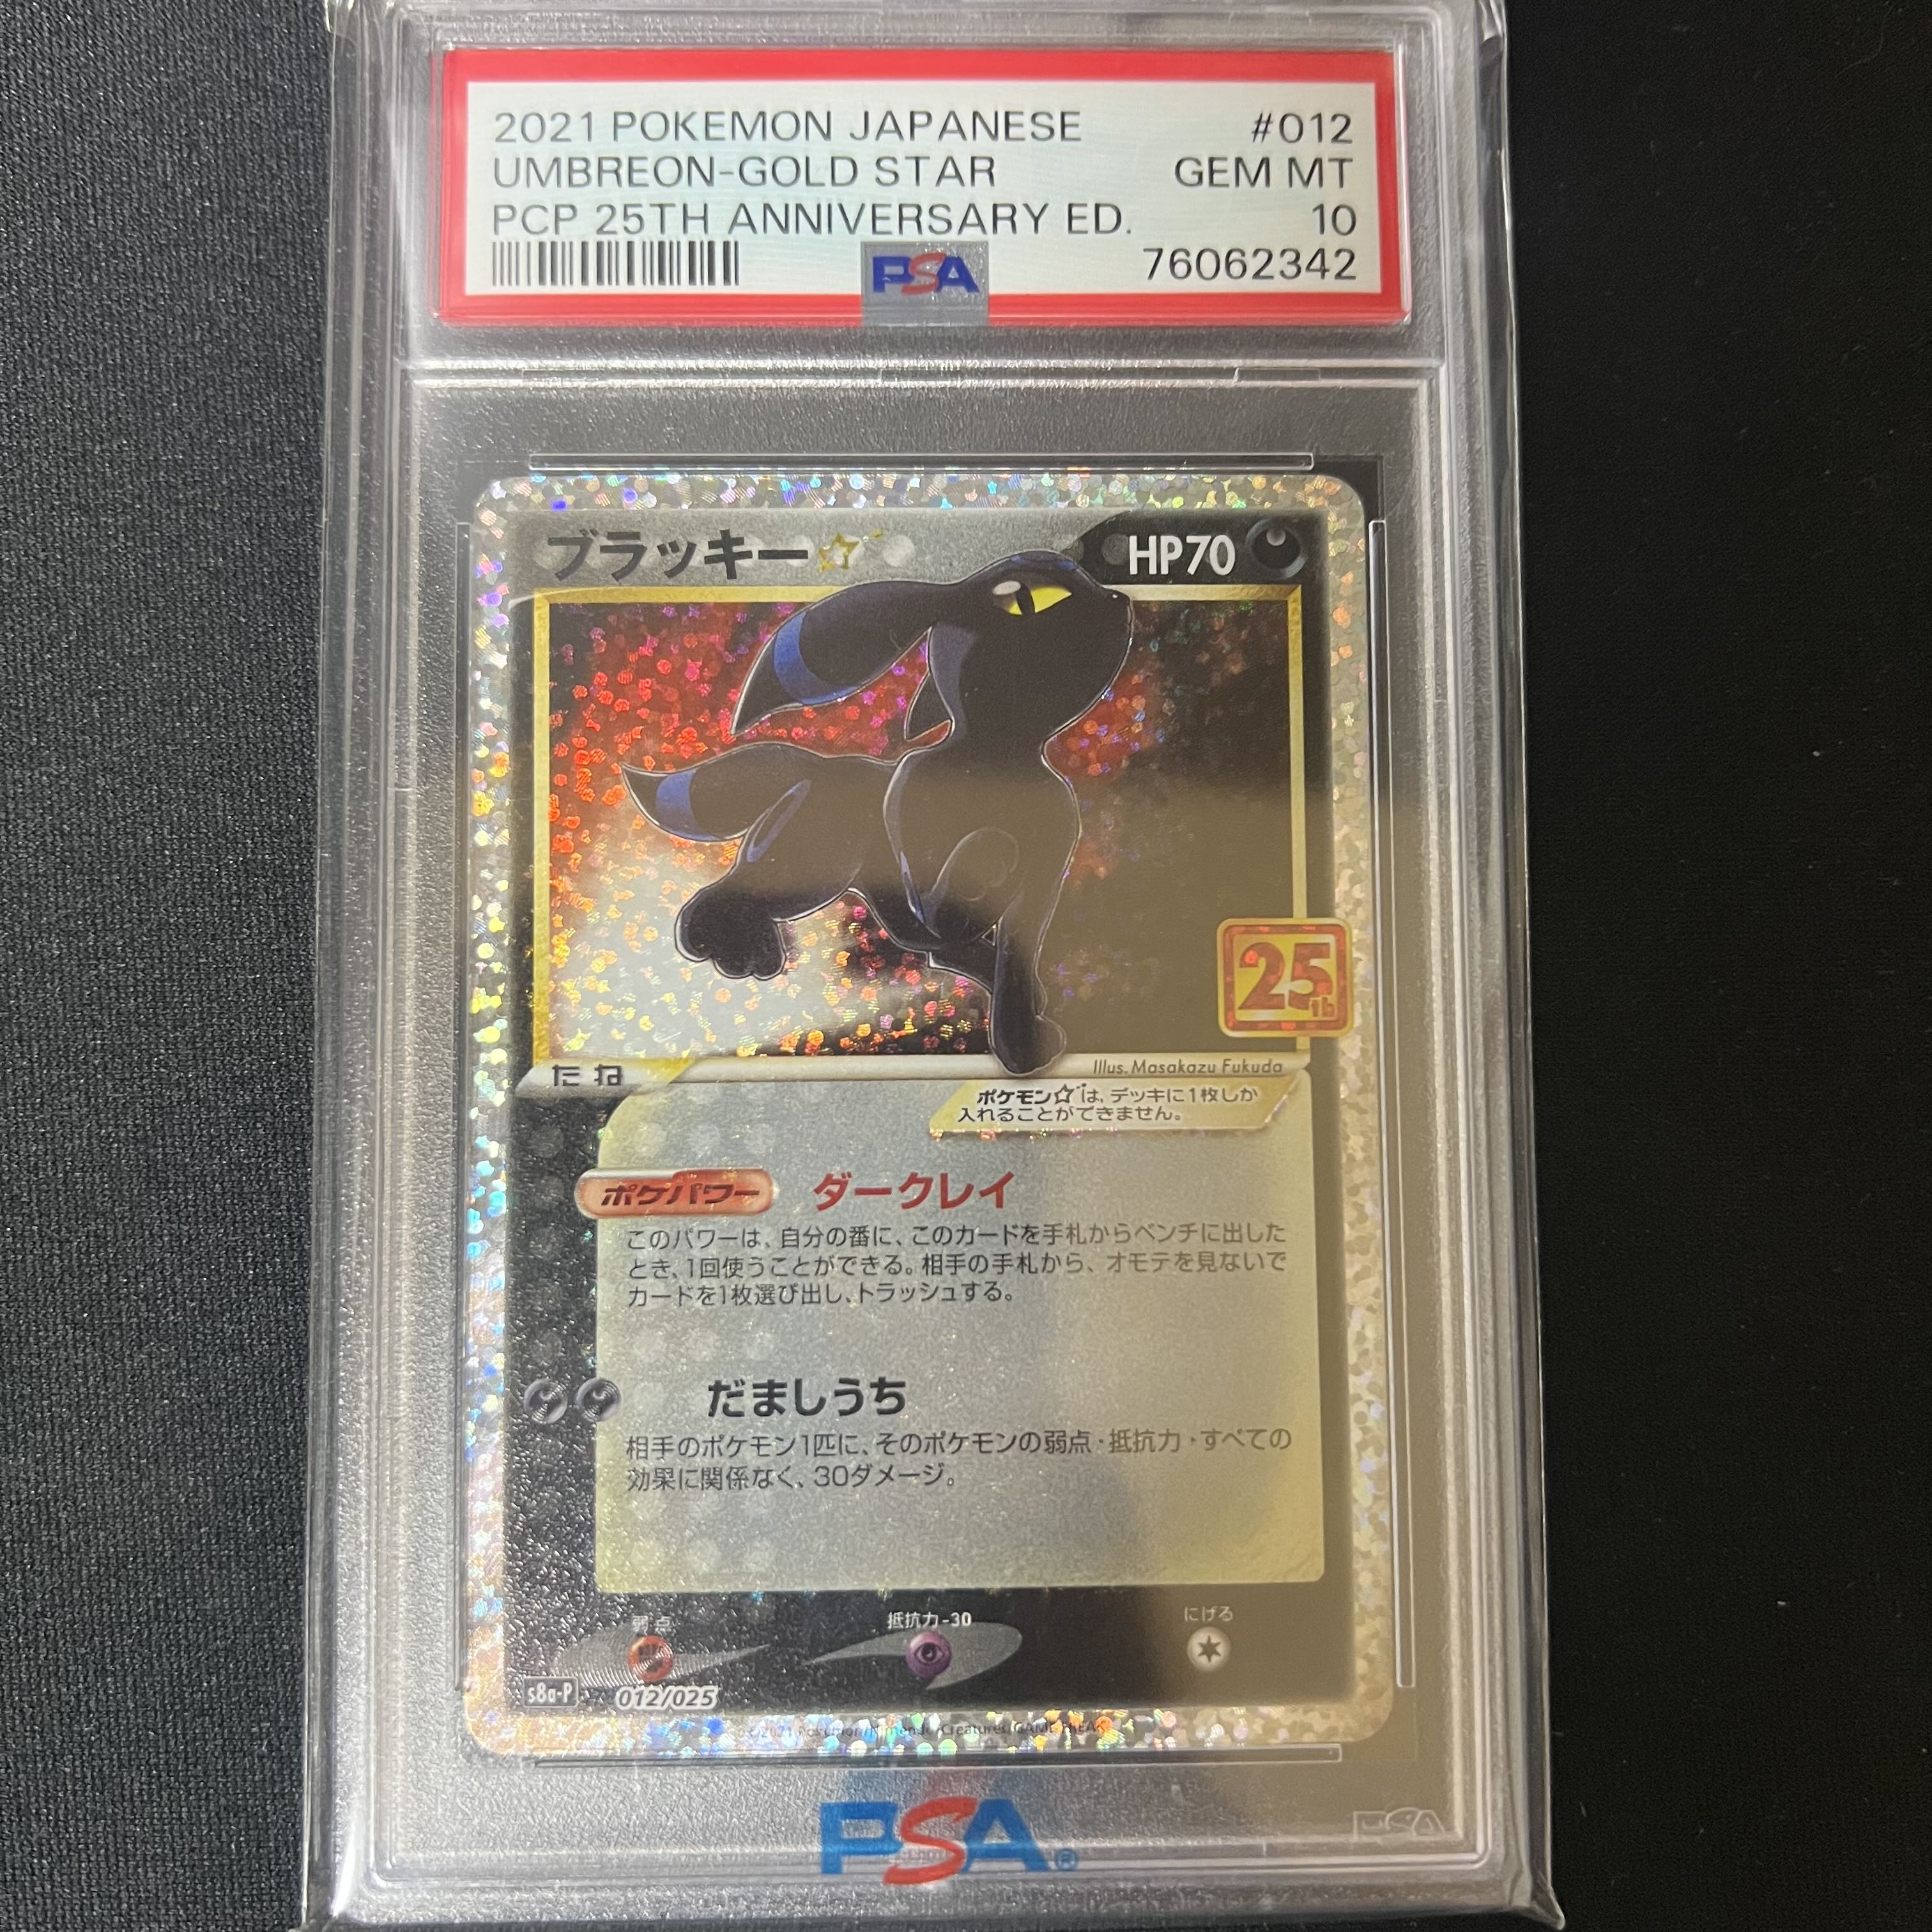 2021 POKEMON JAPANESE #012
UMBREON-GOLD STAR GEM MT
PCP 25TH ANNIVERSARY ED. 10
PSA 76062342
ブラッキー☆ HP70
25th
たね Illus. Masakazu Fukuda
ポケモン☆は、デッキに1枚しか
入れることができません。
ポケパワー ダークレイ
このパワーは、自分の番に、このカードを手札からベンチに出した
とき、1回使うことができる。相手の手札から、オモテを見ないで
カードを1枚選び出し、トラッシュする。
だましうち
相手のポケモン1匹に、そのポケモンの弱点・抵抗力・すべての
効果に関係なく、30ダメージ。
弱点 抵抗力-30 にげる
s8a-P 012/025
©2021 Pokémon/Nintendo/Creatures/GAME FREAK
PSA
PSA®